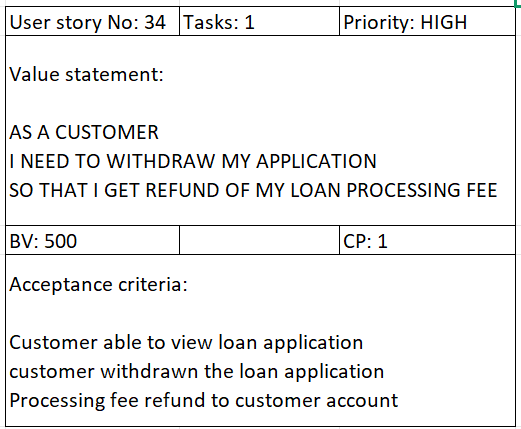 User story No: 34 Tasks: 1 Priority: HIGH
Value statement:
AS A CUSTOMER
I NEED TO WITHDRAW MY APPLICATION
SO THAT I GET REFUND OF MY LOAN PROCESSING FEE
BV: 500 CP: 1
Acceptance criteria:
Customer able to view loan application
customer withdrawn the loan application
Processing fee refund to customer account